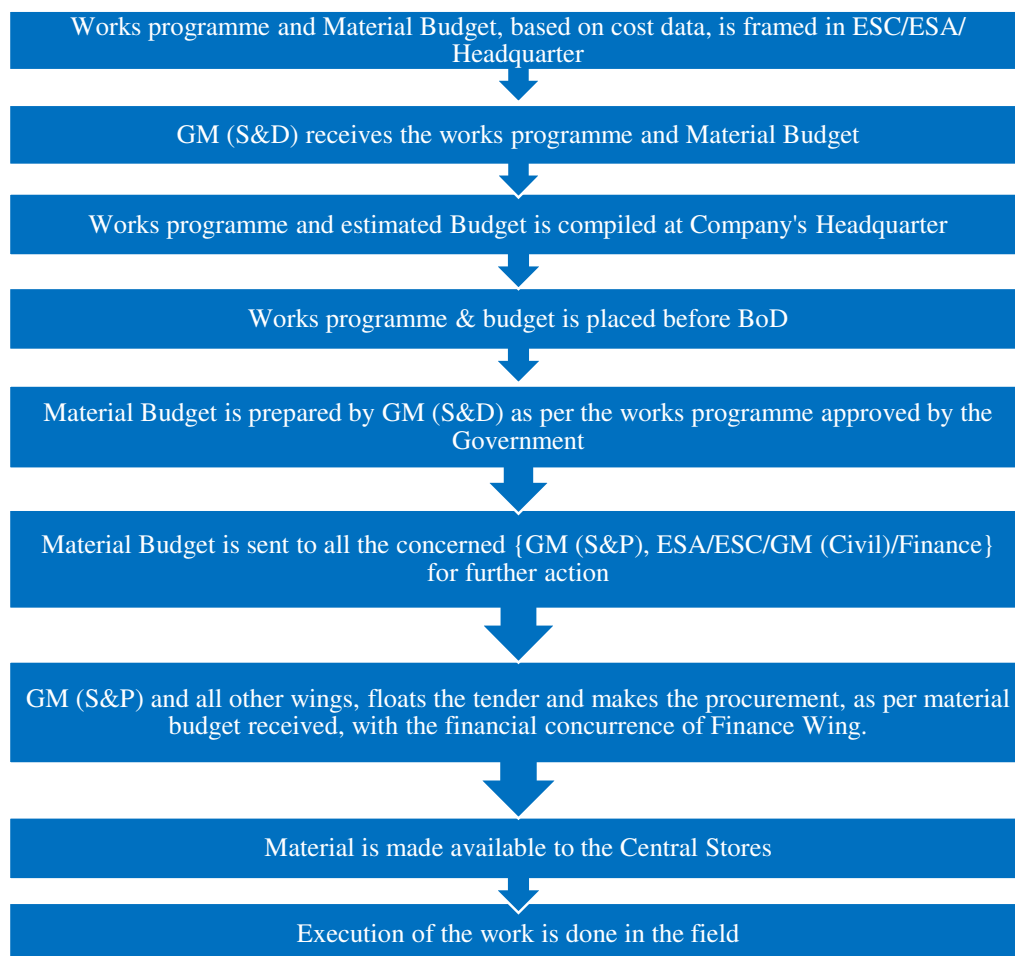 Works programme and Material Budget, based on cost data, is framed in ESC/ESA/
Headquarter
GM (S&D) receives the works programme and Material Budget
Works programme and estimated Budget is compiled at Company's Headquarter
Works programme & budget is placed before BoD
Material Budget is prepared by GM (S&D) as per the works programme approved by the
Government
Material Budget is sent to all the concerned {GM (S&P), ESA/ESC/GM (Civil)/Finance}
for further action
GM (S&P) and all other wings, floats the tender and makes the procurement, as per material
budget received, with the financial concurrence of Finance Wing.
Material is made available to the Central Stores
Execution of the work is done in the field